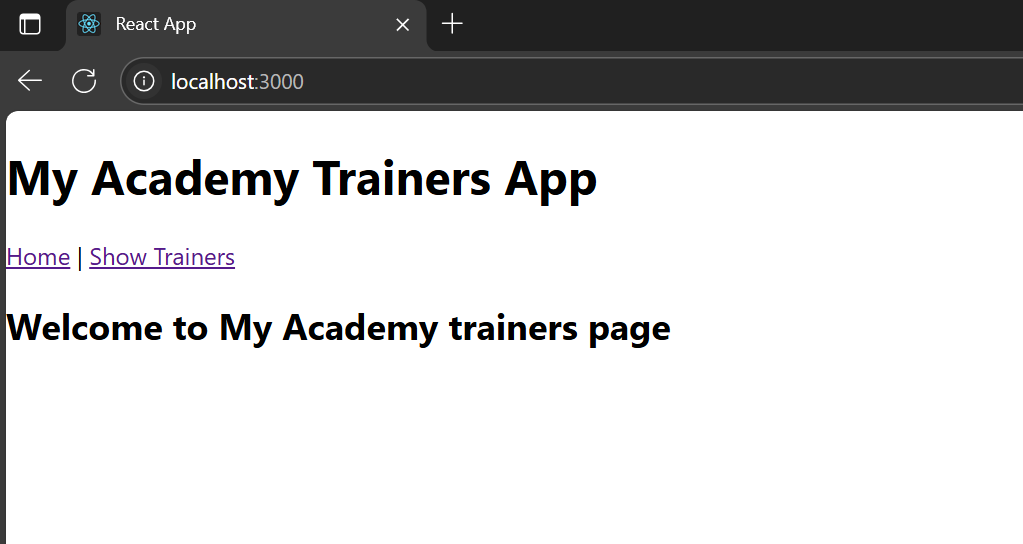 React App
localhost:3000
My Academy Trainers App
Home | Show Trainers
Welcome to My Academy trainers page